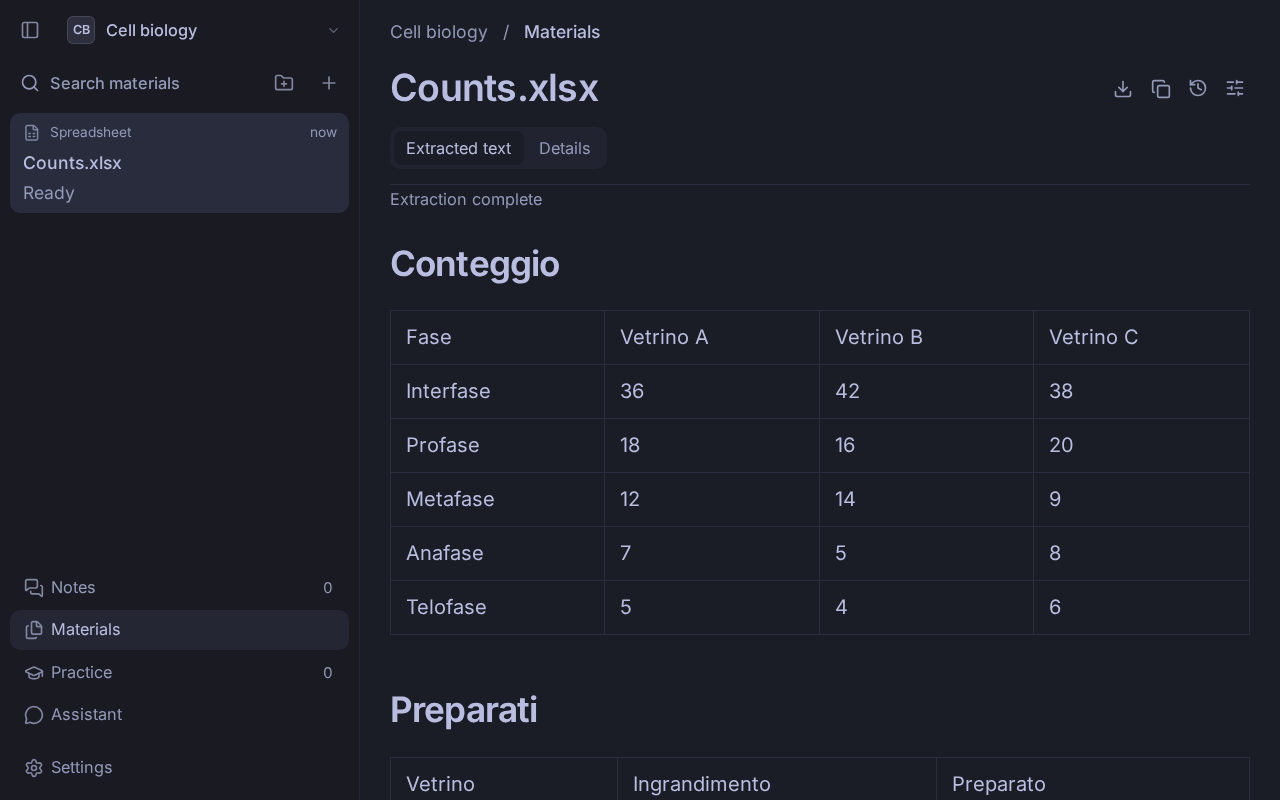 CB Cell biology
Search materials
Spreadsheet now
Counts.xlsx
Ready
Notes 0
Materials
Practice 0
Assistant
Settings
Cell biology / Materials
Counts.xlsx
Extracted text Details
Extraction complete
Conteggio
Fase Vetrino A Vetrino B Vetrino C
Interfase 36 42 38
Profase 18 16 20
Metafase 12 14 9
Anafase 7 5 8
Telofase 5 4 6
Preparati
Vetrino Ingrandimento Preparato